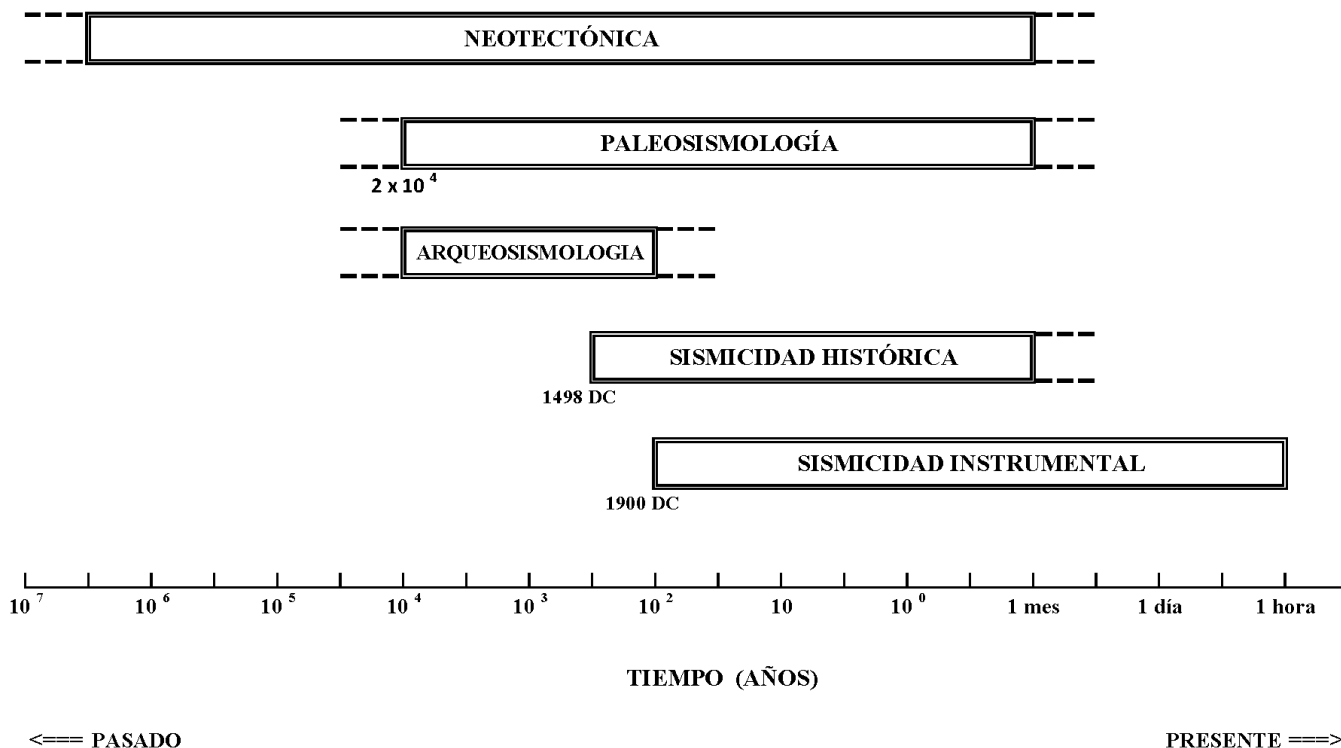 NEOTECTÓNICA
PALEOSISMOLOGÍA
2 x 10 ⁴
ARQUEOSISMOLOGIA
SISMICIDAD HISTÓRICA
1498 DC
SISMICIDAD INSTRUMENTAL
1900 DC
10 ⁷ 10 ⁶ 10 ⁵ 10 ⁴ 10 ³ 10 ² 10 10 ⁰ 1 mes 1 día 1 hora
TIEMPO (AÑOS)
<=== PASADO PRESENTE ===>